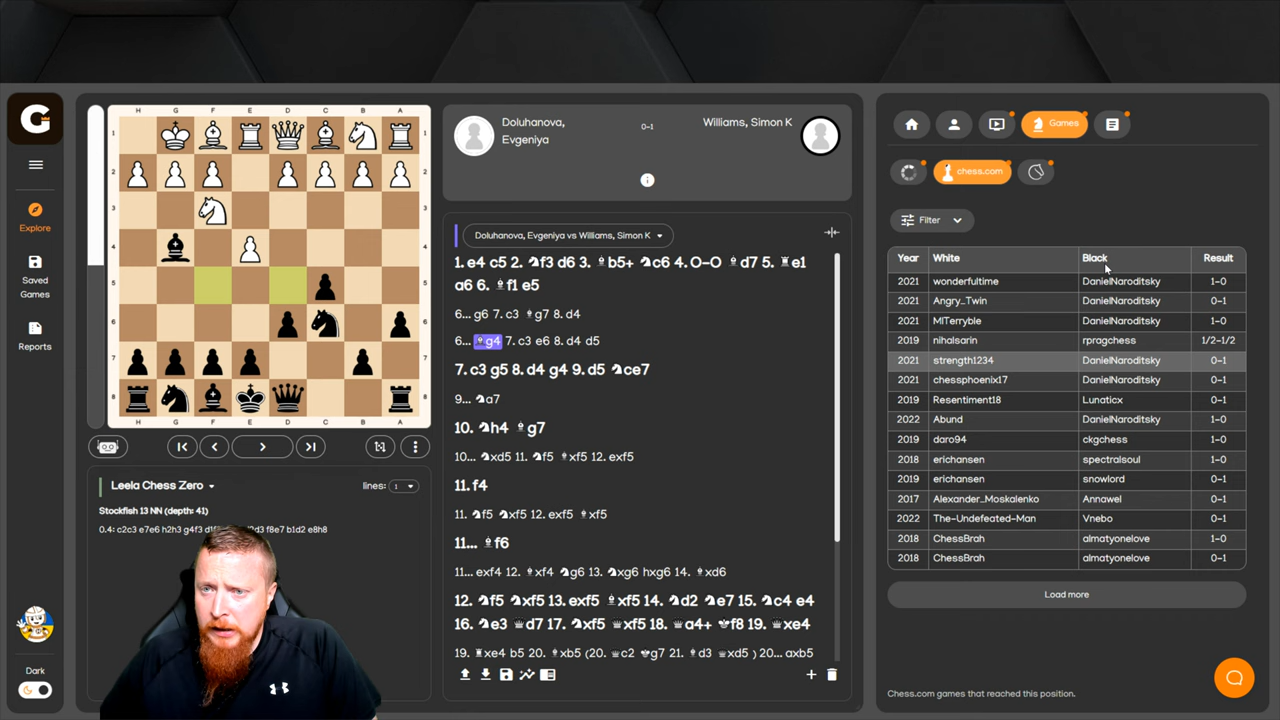 G
Explore
Saved
Games
Reports
Dark
H G F E D C B A
1
2
3
4
5
6
7
8
H G F E D C B A
Leela Chess Zero
lines: 1
Stockfish 13 NN (depth: 41)
0.4: c2c3 e7e6 h2h3 g4f3 d1f3 f8e7 b1d2 e8h8
Doluhanova,
Evgeniya
0-1
Williams, Simon K
Doluhanova, Evgeniya vs Williams, Simon K
1. e4 c5 2. ♞f3 d6 3. ♝b5+ ♞c6 4. O-O ♝d7 5. ♜e1
a6 6. ♝f1 e5
6... g6 7. c3 ♝g7 8. d4
6... ♝g4 7. c3 e6 8. d4 d5
7. c3 g5 8. d4 g4 9. d5 ♞ce7
9... ♞a7
10. ♞h4 ♝g7
10... ♞xd5 11. ♞f5 ♝xf5 12. exf5
11. f4
11. ♞f5 ♞xf5 12. exf5 ♝xf5
11... ♝f6
11... exf4 12. ♝xf4 ♞g6 13. ♞xg6 hxg6 14. ♝xd6
12. ♞f5 ♞xf5 13. exf5 ♝xf5 14. ♞d2 ♞e7 15. ♞c4 e4
16. ♞e3 ♛d7 17. ♞xf5 ♛xf5 18. ♛a4+ ♚f8 19. ♛xe4
19. ♜xe4 b5 20. ♝xb5 (20. ♛c2 ♚g7 21. ♝d3 ♛xd5 ) 20... axb5
Games
chess.com
Filter
Year White Black Result
2021 wonderfultime DanielNaroditsky 1-0
2021 Angry_Twin DanielNaroditsky 0-1
2021 MITerryble DanielNaroditsky 1-0
2019 nihalsarin rpragchess 1/2-1/2
2021 strength1234 DanielNaroditsky 0-1
2021 chessphoenix17 DanielNaroditsky 0-1
2019 Resentiment18 Lunaticx 0-1
2022 Abund DanielNaroditsky 0-1
2019 daro94 ckgchess 1-0
2018 erichansen spectralsoul 1-0
2019 erichansen snowlord 0-1
2017 Alexander_Moskalenko Annawel 0-1
2022 The-Undefeated-Man Vnebo 0-1
2018 ChessBrah almatyonelove 1-0
2018 ChessBrah almatyonelove 0-1
Load more
Chess.com games that reached this position.